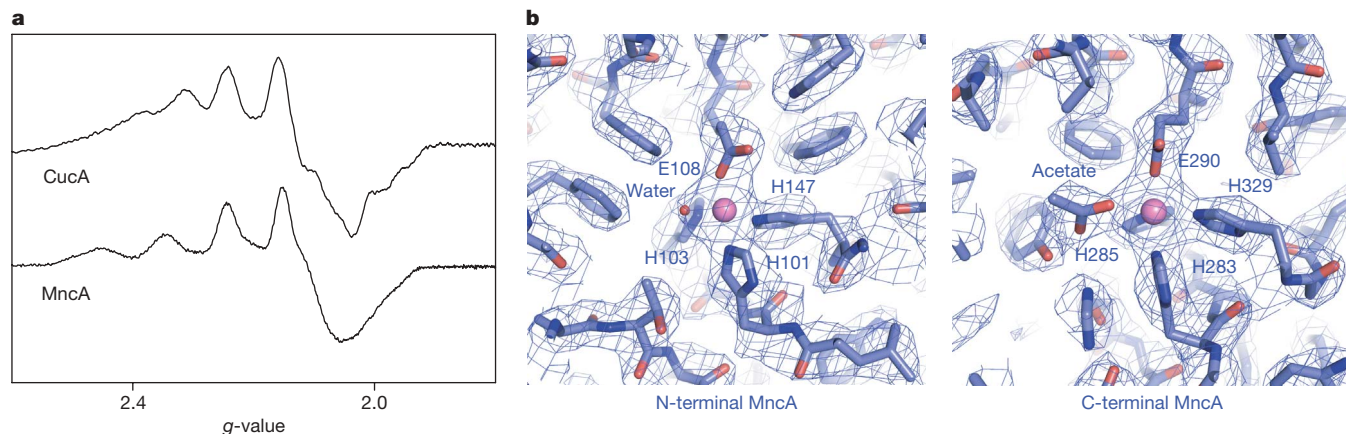 a
CucA
MncA
2.4
2.0
g-value
b
E108
Water
H147
H103
H101
N-terminal MncA
E290
Acetate
H329
H285
H283
C-terminal MncA